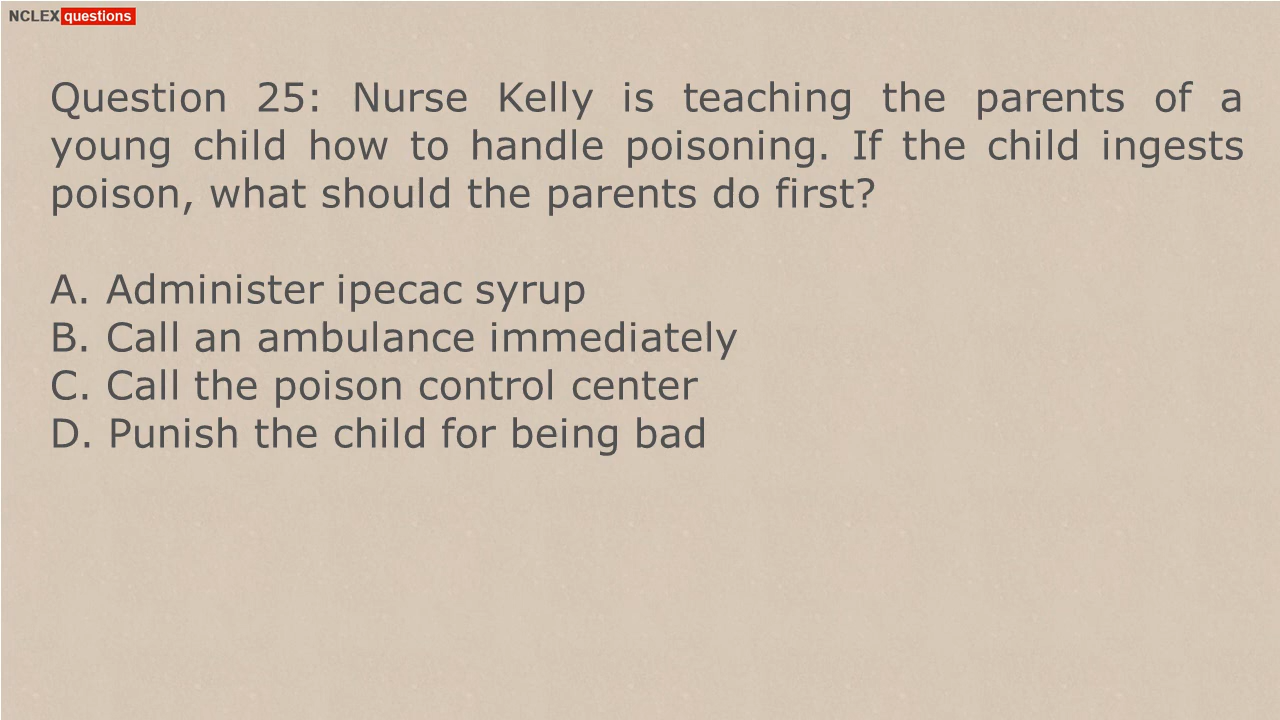 NCLEX questions
Question 25: Nurse Kelly is teaching the parents of a
young child how to handle poisoning. If the child ingests
poison, what should the parents do first?
A. Administer ipecac syrup
B. Call an ambulance immediately
C. Call the poison control center
D. Punish the child for being bad